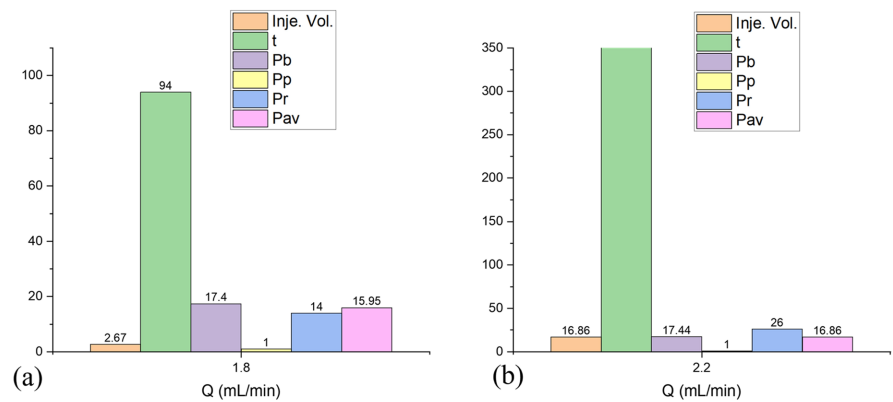 Inje. Vol.
t
Pb
Pp
Pr
Pav
100
80
60
40
20
0
2.67
94
17.4
1
14
15.95
1.8
Q (mL/min)
(a)
Inje. Vol.
t
Pb
Pp
Pr
Pav
350
300
250
200
150
100
50
0
16.86
17.44
1
26
16.86
2.2
Q (mL/min)
(b)